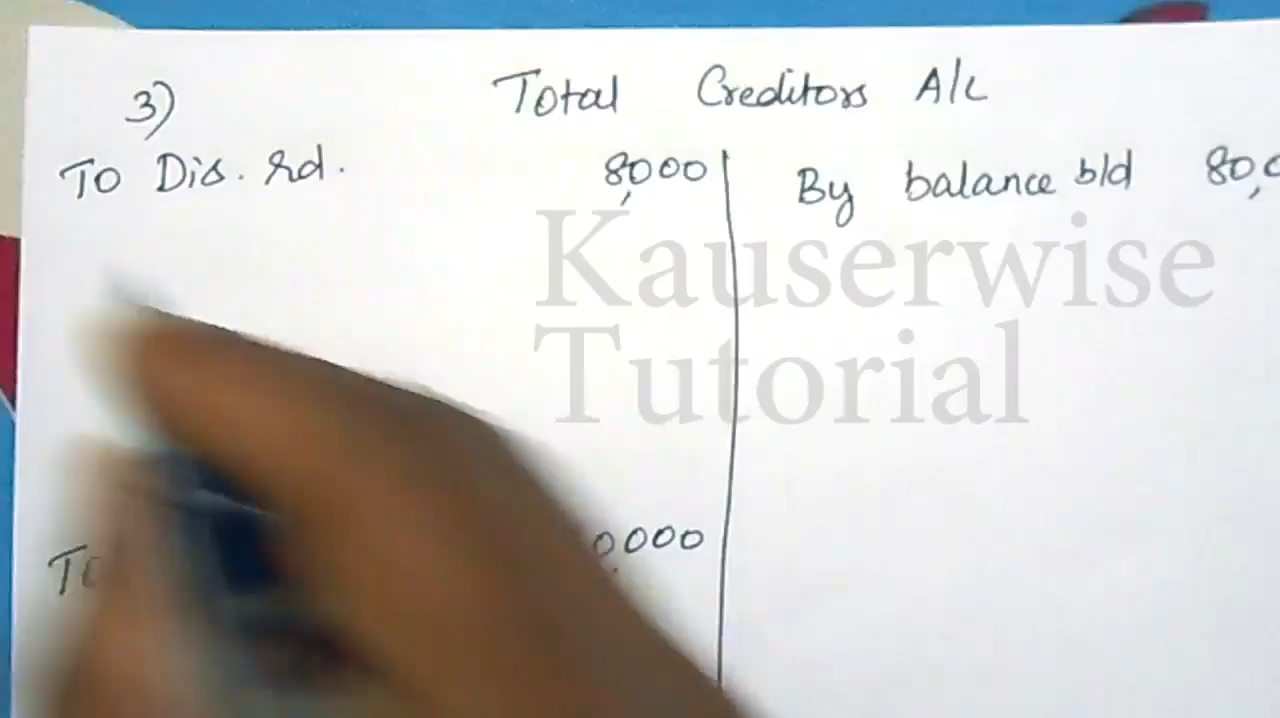 3) Total Creditors A/c
To Dis. rd. 8,000 By balance b/d
Kauserwise
Tutorial